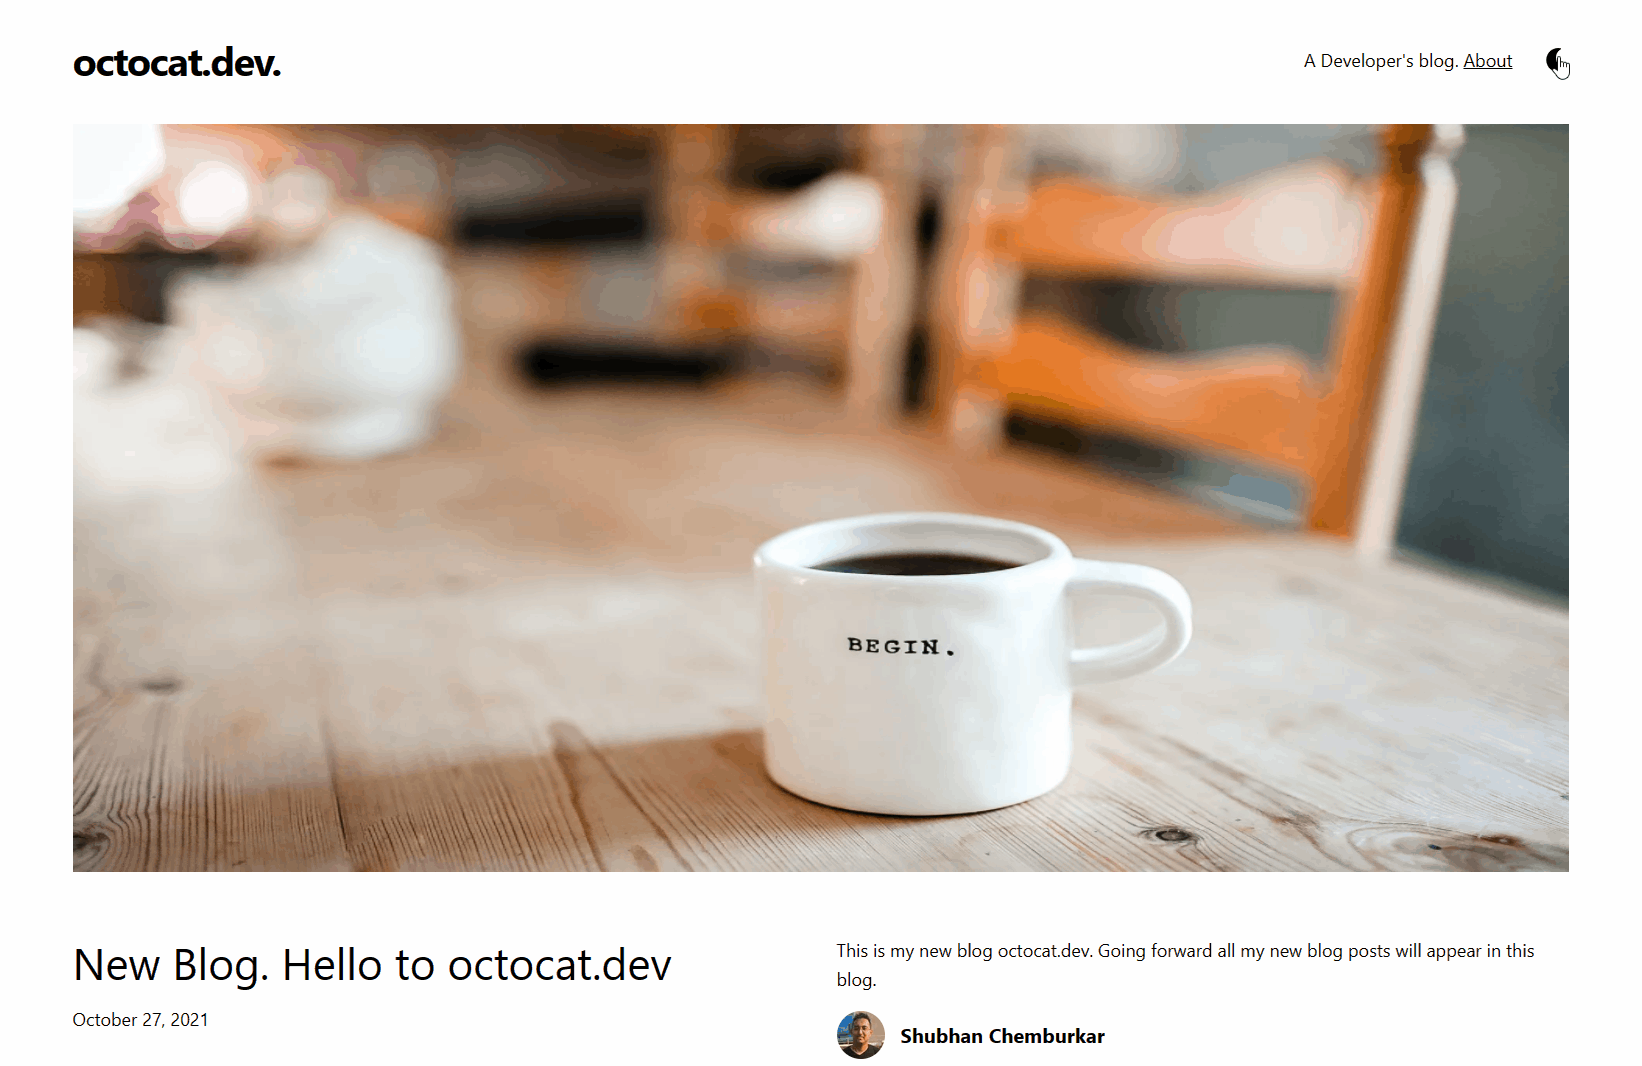 octocat.dev.
A Developer's blog. About
BEGIN.
New Blog. Hello to octocat.dev
October 27, 2021
This is my new blog octocat.dev. Going forward all my new blog posts will appear in this
blog.
Shubhan Chemburkar